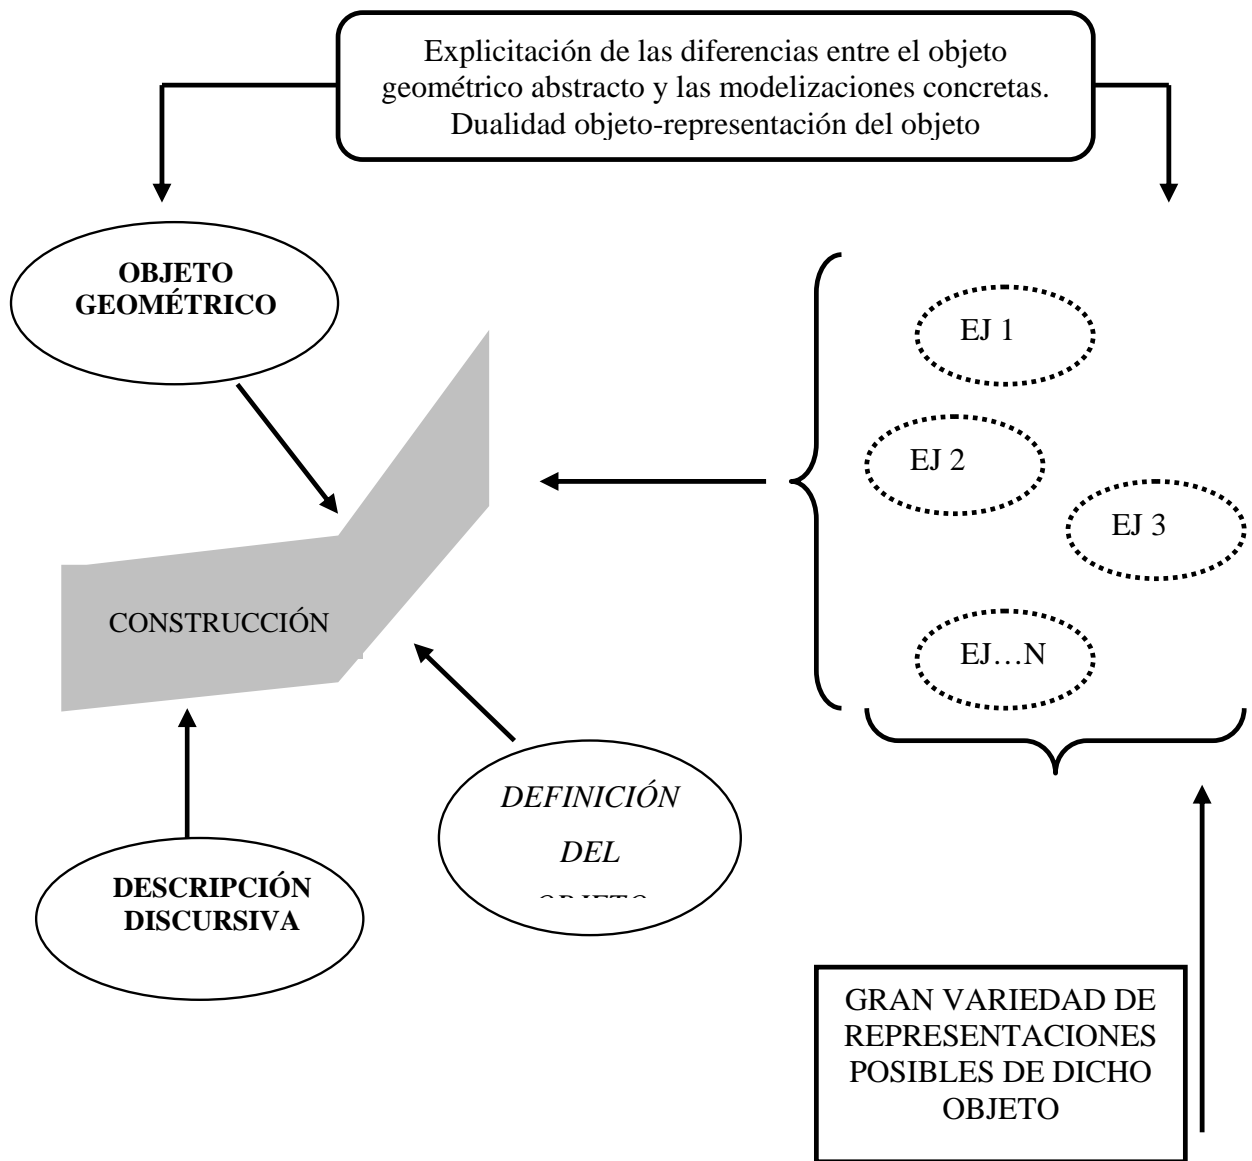 Explicitación de las diferencias entre el objeto
geométrico abstracto y las modelizaciones concretas.
Dualidad objeto-representación del objeto
OBJETO
GEOMÉTRICO
EJ 1
EJ 2
EJ 3
EJ...N
CONSTRUCCIÓN
DEFINICIÓN
DEL
DESCRIPCIÓN
DISCURSIVA
GRAN VARIEDAD DE
REPRESENTACIONES
POSIBLES DE DICHO
OBJETO